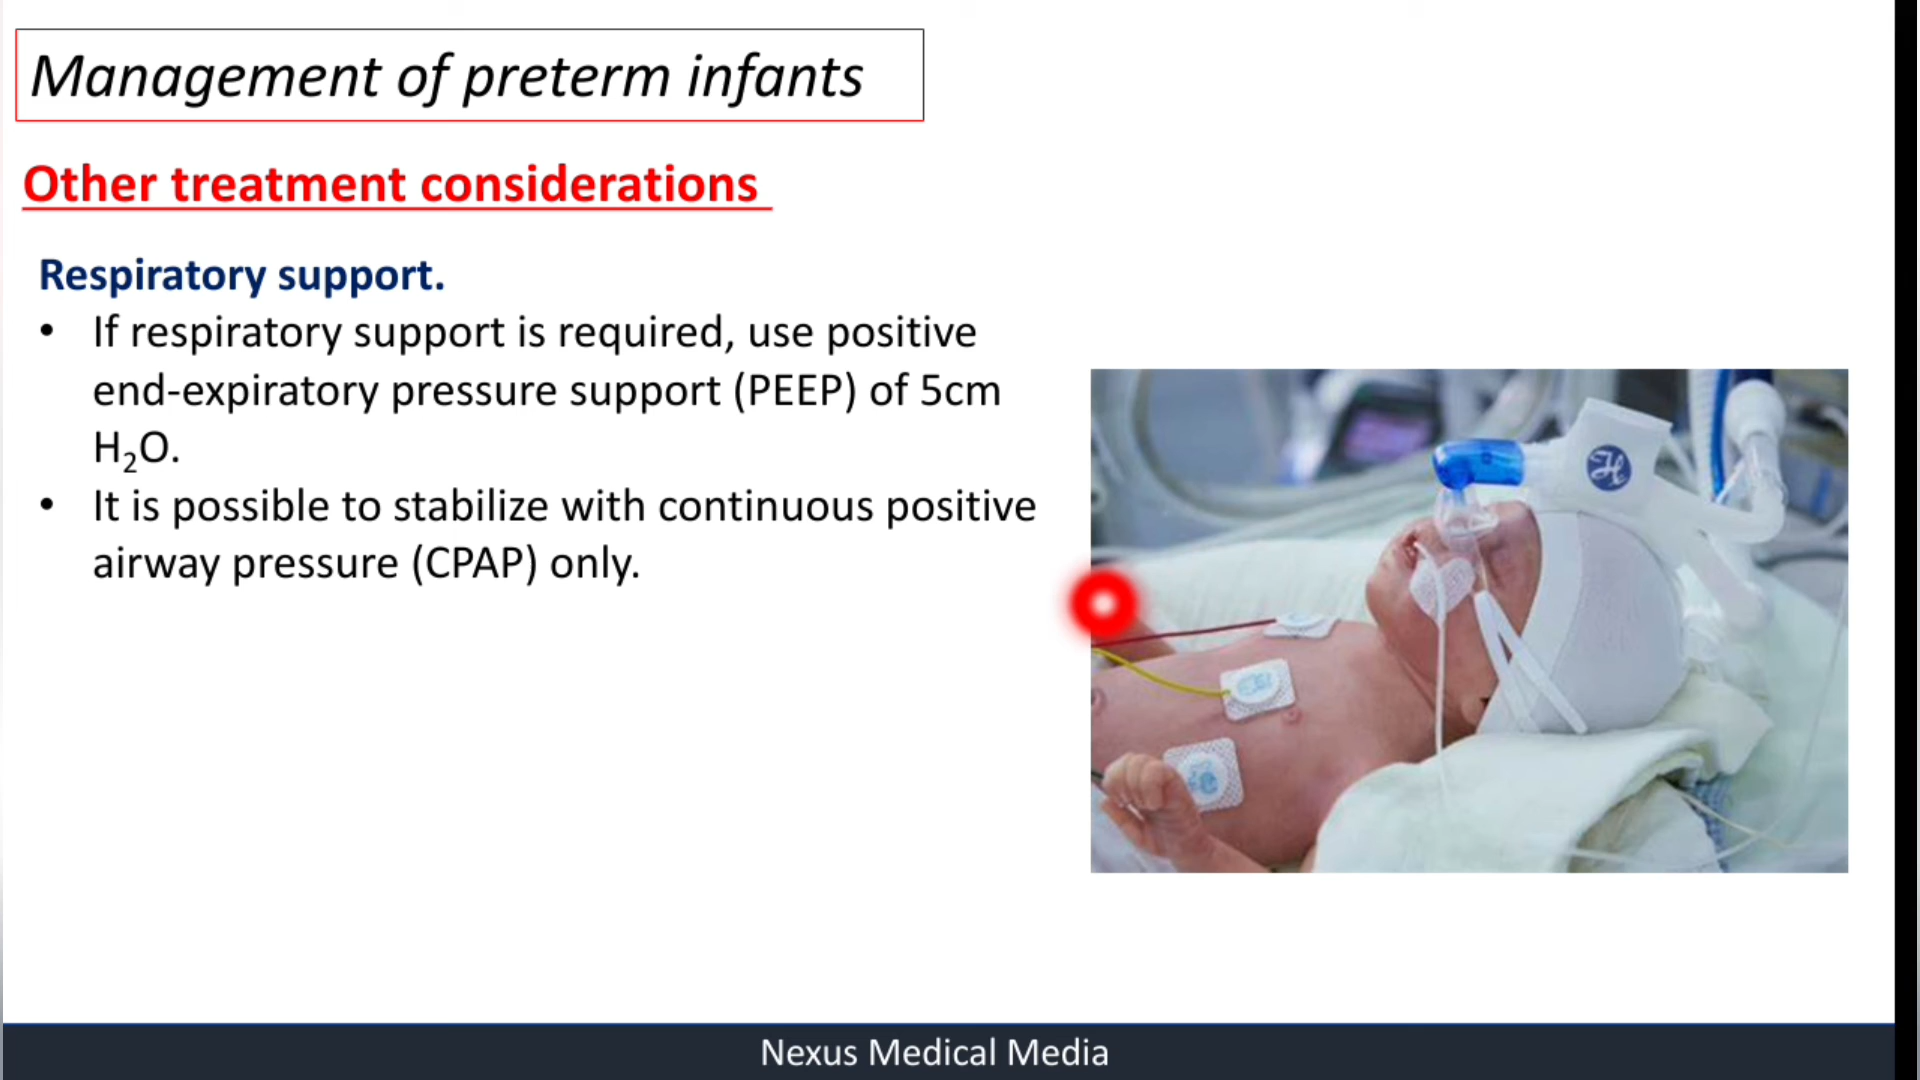 Management of preterm infants
Other treatment considerations
Respiratory support.
• If respiratory support is required, use positive
end-expiratory pressure support (PEEP) of 5cm
H₂O.
• It is possible to stabilize with continuous positive
airway pressure (CPAP) only.
Nexus Medical Media